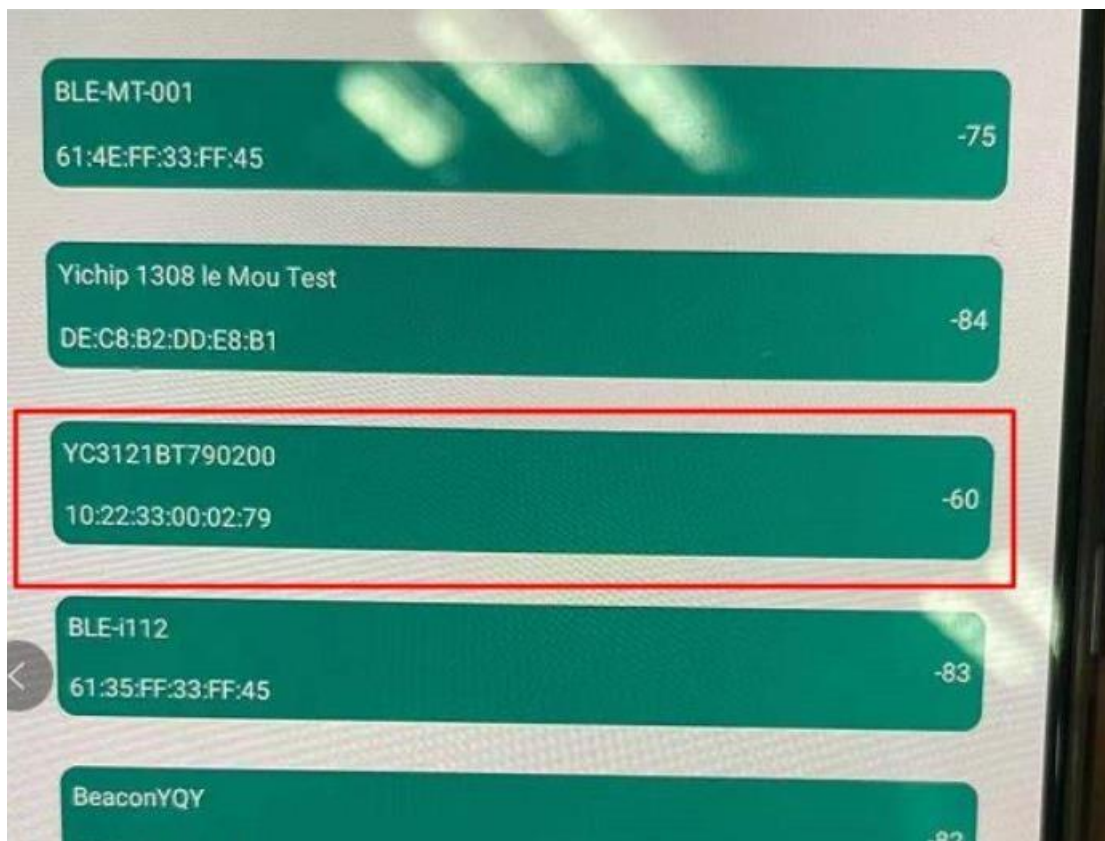 BLE-MT-001
-75
61:4E:FF:33:FF:45
Yichip 1308 le Mou Test
-84
DE:C8:B2:DD:E8:B1
YC3121BT790200
-60
10:22:33:00:02:79
BLE-i112
-83
61:35:FF:33:FF:45
BeaconYQY